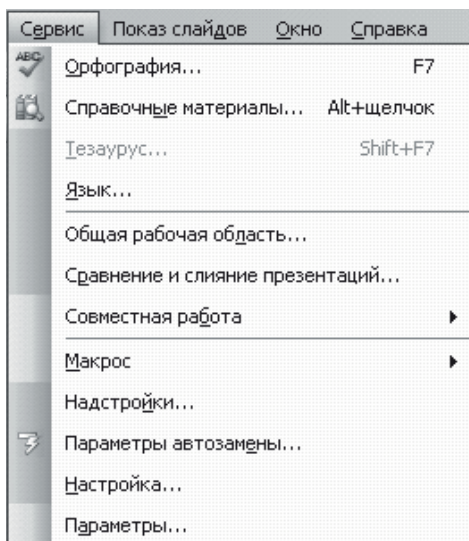 Сервис Показ слайдов Окно Справка
ABC
Орфография... F7
Справочные материалы... Alt+щелчок
Тезаурус... Shift+F7
Язык...
Общая рабочая область...
Сравнение и слияние презентаций...
Совместная работа
Макрос
Надстройки...
Параметры автозамены...
Настройка...
Параметры...